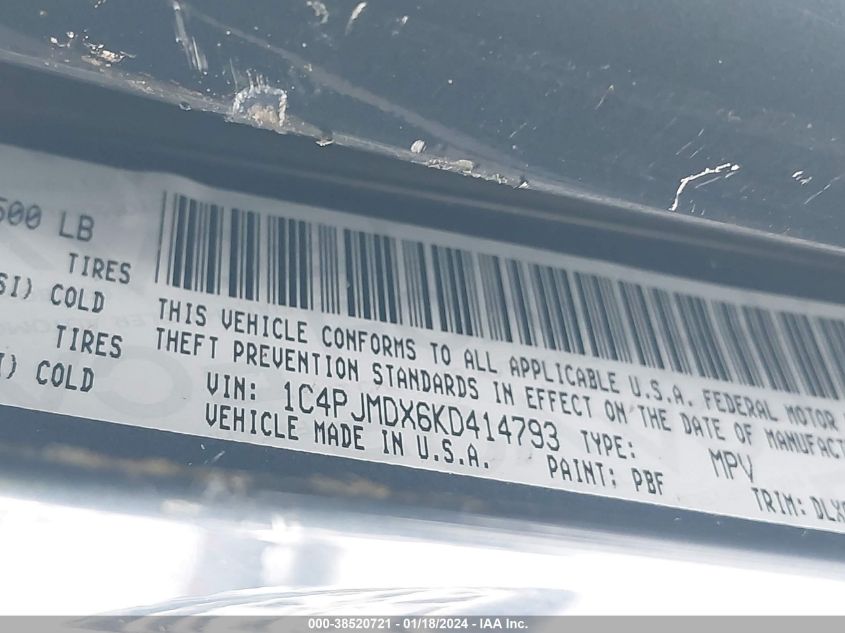 500 LB
TIRES
SI) COLD
TIRES
I) COLD
THIS VEHICLE CONFORMS TO ALL APPLICABLE U.S.A. FEDERAL MOTOR
THEFT PREVENTION STANDARDS IN EFFECT ON THE DATE OF MANUFACT
VIN: 1C4PJMDX6KD414793 TYPE: MPV
VEHICLE MADE IN U.S.A. PAINT: PBF TRIM: DLX
000-38520721 - 01/18/2024 - IAA Inc.